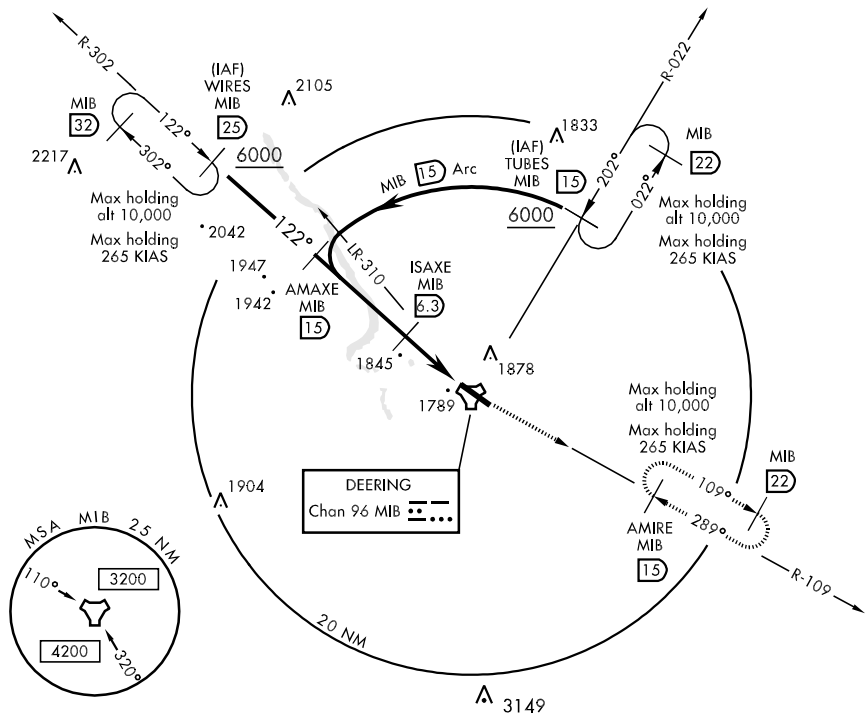 R-302
(IAF)
WIRES
MIB
25
6000
2105
MIB
32
122°
302°
2217
Max holding
alt 10,000
Max holding
265 KIAS
2042
1947
1942
122°
AMAXE
MIB
15
LR-310
ISAXE
MIB
6.3
1845
1789
1878
MIB 15 Arc
1833
(IAF)
TUBES
MIB 15
6000
R-022
MIB
22
202°
022°
Max holding
alt 10,000
Max holding
265 KIAS
Max holding
alt 10,000
Max holding
265 KIAS
MIB
22
109°
289°
AMIRE
MIB
15
R-109
DEERING
Chan 96 MIB
1904
20 NM
3149
MSA MIB 25 NM
110°
3200
4200
320°